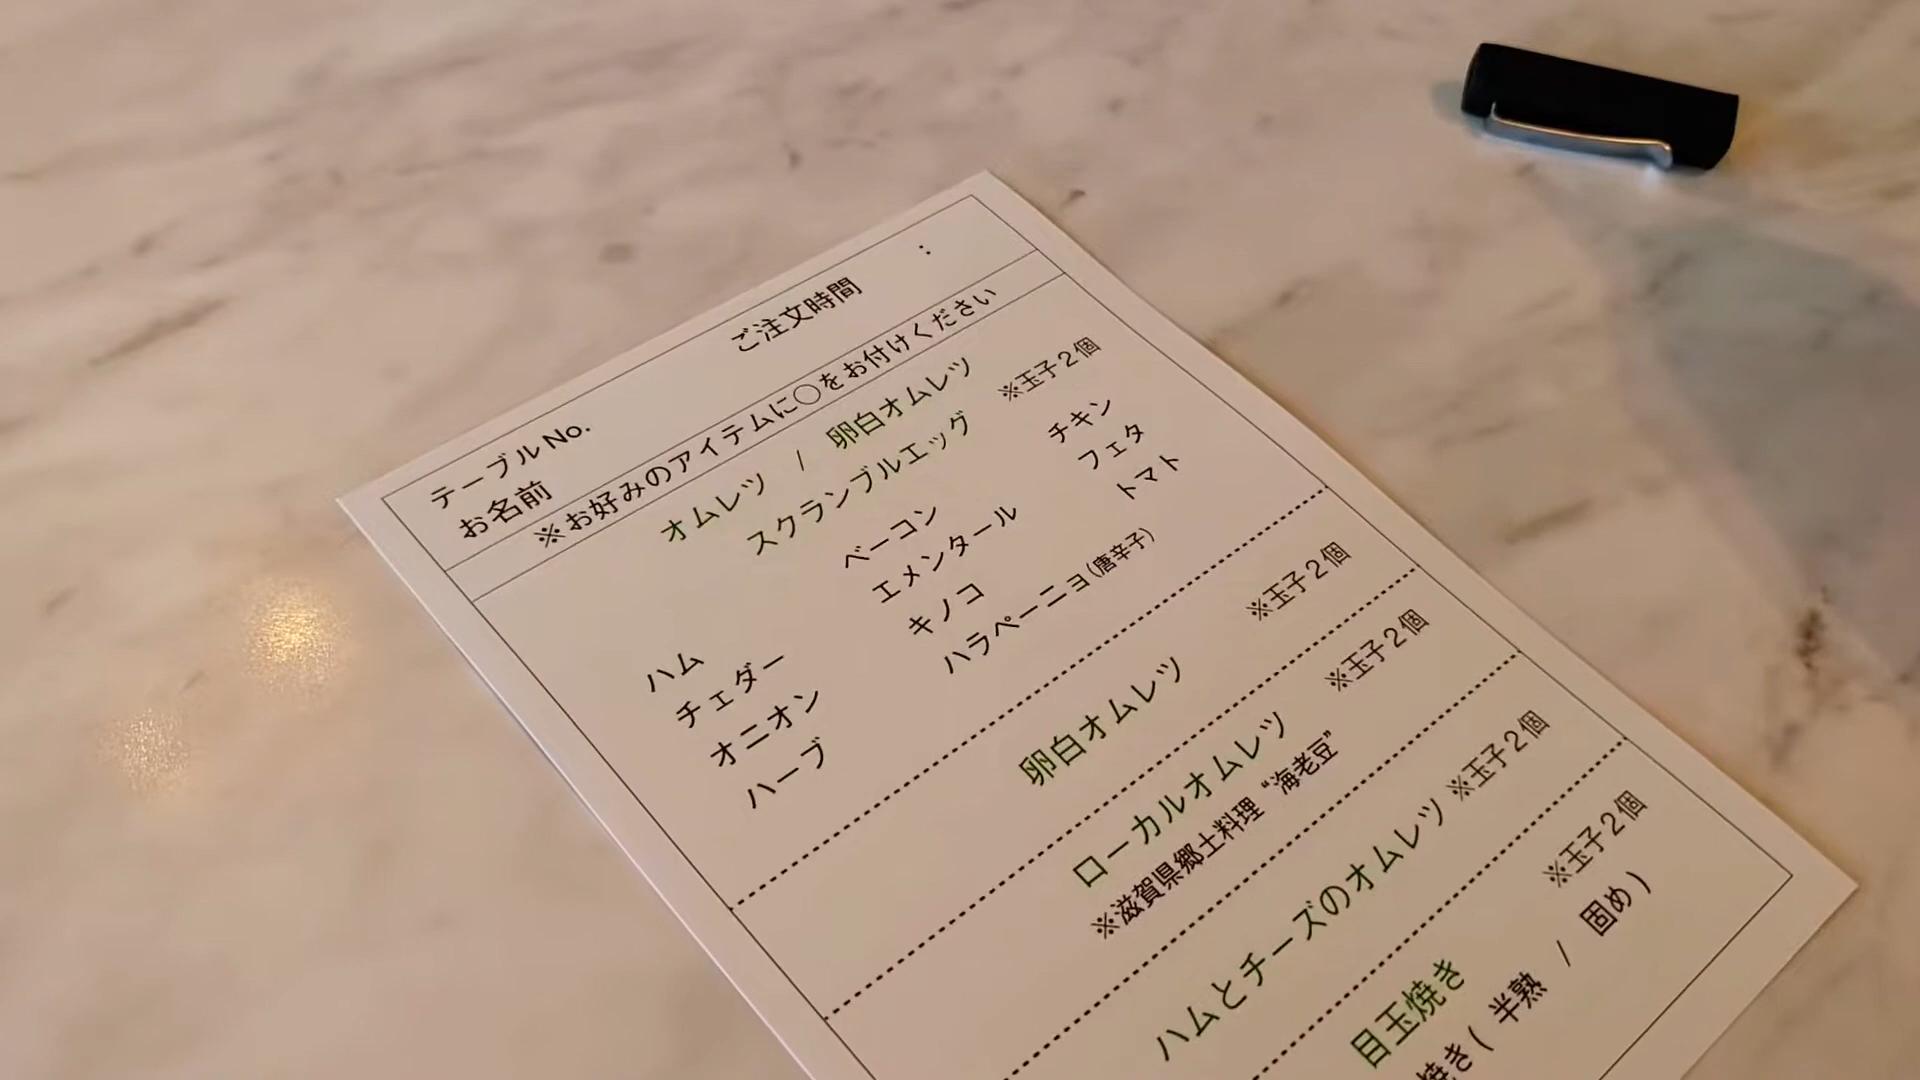 テーブル No. ご注文時間 :
お名前
※お好みのアイテムに○をお付けください
オムレツ / 卵白オムレツ
スクランブルエッグ ※玉子2個
ハム ベーコン チキン
チェダー エメンタール フェタ
オニオン キノコ トマト
ハーブ ハラペーニョ(唐辛子)
卵白オムレツ ※玉子2個
ローカルオムレツ ※玉子2個
※滋賀県郷土料理“海老豆”
ハムとチーズのオムレツ ※玉子2個
目玉焼き ※玉子2個
焼き( 半熟 / 固め )